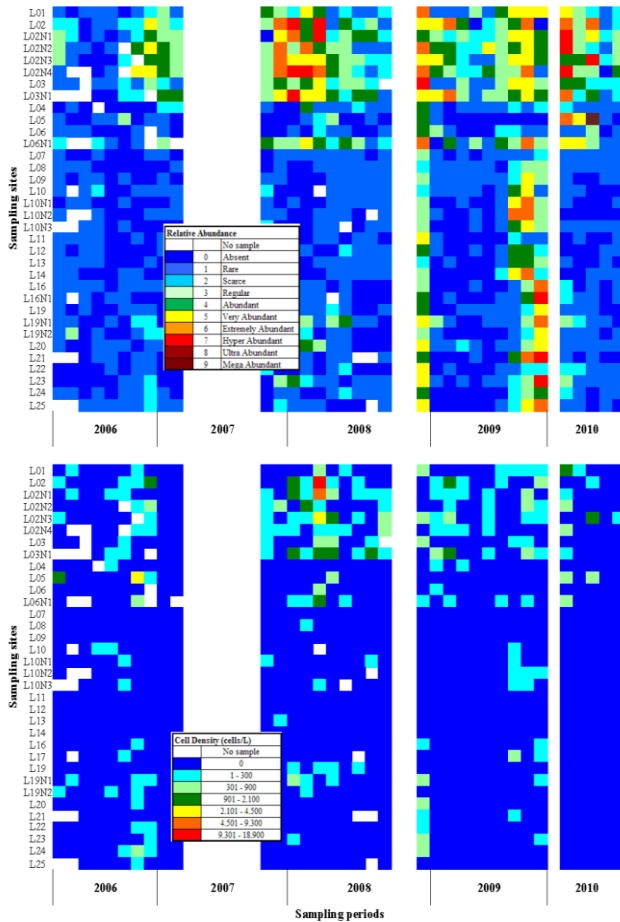 L01
L02
L02N1
L02N2
L02N3
L02N4
L03
L03N1
L04
L05
L06
L06N1
L07
L08
L09
L10
L10N1
L10N2
L10N3
L11
L12
L13
L14
L16
L16N1
L19
L19N1
L19N2
L20
L21
L22
L23
L24
L25
Sampling sites
Relative Abundance
No sample
0 Absent
1 Rare
2 Scarce
3 Regular
4 Abundant
5 Very Abundant
6 Estremely Abundant
7 Hyper Abundant
8 Ultra Abundant
9 Mega Abundant
2006 2007 2008 2009 2010
L01
L02
L02N1
L02N2
L02N3
L02N4
L03
L03N1
L04
L05
L06
L06N1
L07
L08
L09
L10
L10N1
L10N2
L10N3
L11
L12
L13
L14
L16
L17
L19
L19N1
L19N2
L20
L21
L22
L23
L24
L25
Sampling sites
Cell Density (cells/L)
No sample
0
1 - 300
301 - 900
901 - 2.100
2.101 - 4.500
4.501 - 9.300
9.301 - 18.900
2006 2007 2008 2009 2010
Sampling periods